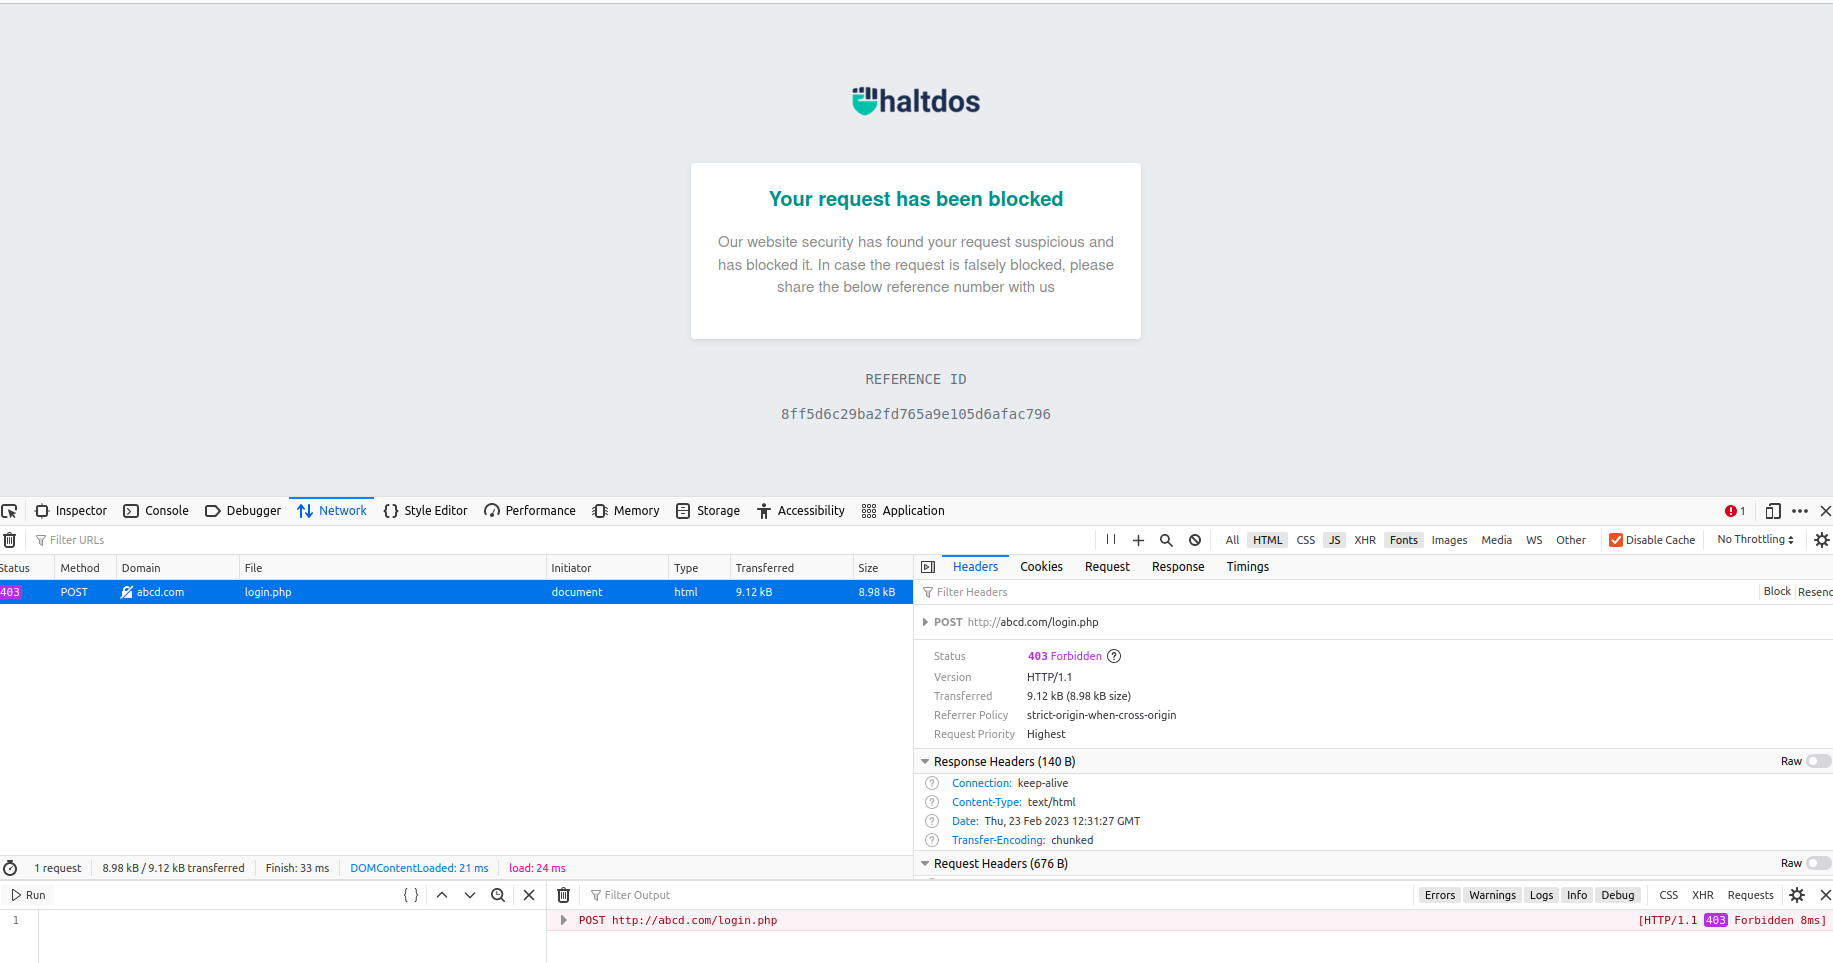 haltdos
Your request has been blocked
Our website security has found your request suspicious and
has blocked it. In case the request is falsely blocked, please
share the below reference number with us
REFERENCE ID
8ff5d6c29ba2fd765a9e105d6afac796
Inspector Console Debugger Network Style Editor Performance Memory Storage Accessibility Application 1
Filter URLs All HTML CSS JS XHR Fonts Images Media WS Other Disable Cache No Throttling
Status Method Domain File Initiator Type Transferred Size
403 POST abcd.com login.php document html 9.12 kB 8.98 kB
Headers Cookies Request Response Timings
Filter Headers Block Resend
POST http://abcd.com/login.php
Status 403 Forbidden
Version HTTP/1.1
Transferred 9.12 kB (8.98 kB size)
Referrer Policy strict-origin-when-cross-origin
Request Priority Highest
Response Headers (140 B) Raw
Connection: keep-alive
Content-Type: text/html
Date: Thu, 23 Feb 2023 12:31:27 GMT
Transfer-Encoding: chunked
Request Headers (676 B) Raw
1 request 8.98 kB / 9.12 kB transferred Finish: 33 ms DOMContentLoaded: 21 ms load: 24 ms
Run { } Filter Output Errors Warnings Logs Info Debug CSS XHR Requests
1
POST http://abcd.com/login.php [HTTP/1.1 403 Forbidden 8ms]